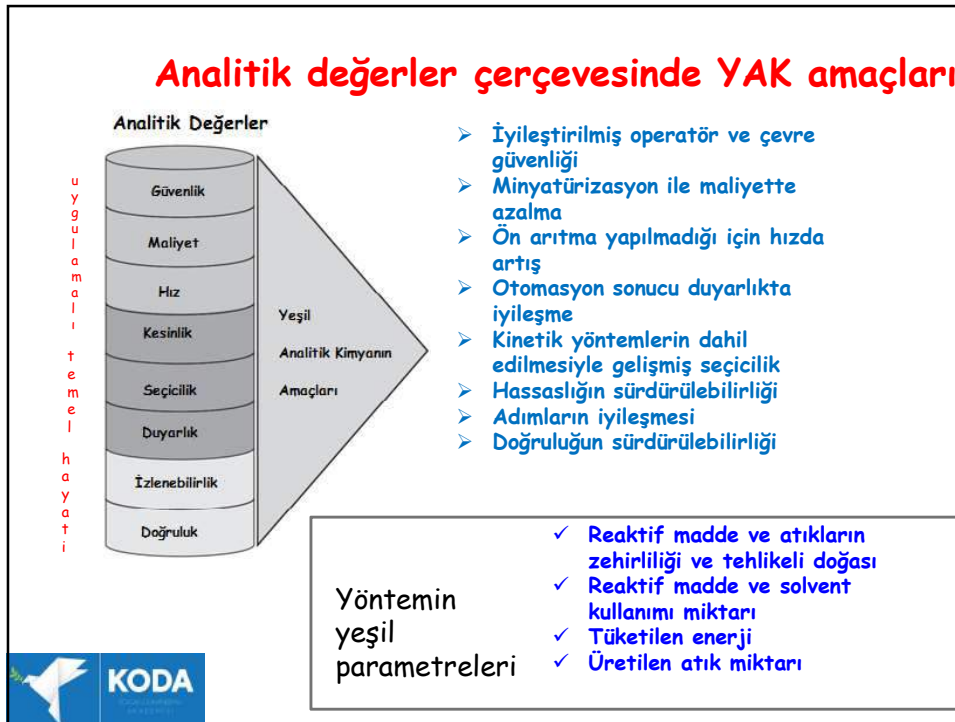 Analitik değerler çerçevesinde YAK amaçları
Analitik Değerler
uygulamalı temel hayati
Güvenlik
Maliyet
Hız
Kesinlik
Seçicilik
Duyarlık
İzlenebilirlik
Doğruluk
Yeşil
Analitik Kimyanın
Amaçları
➢ İyileştirilmiş operatör ve çevre
güvenliği
➢ Minyatürizasyon ile maliyette
azalma
➢ Ön arıtma yapılmadığı için hızda
artış
➢ Otomasyon sonucu duyarlıkta
iyileşme
➢ Kinetik yöntemlerin dahil
edilmesiyle gelişmiş seçicilik
➢ Hassaslığın sürdürülebilirliği
➢ Adımların iyileşmesi
➢ Doğruluğun sürdürülebilirliği
Yöntemin
yeşil
parametreleri
✓ Reaktif madde ve atıkların
zehirliliği ve tehlikeli doğası
✓ Reaktif madde ve solvent
kullanımı miktarı
✓ Tüketilen enerji
✓ Üretilen atık miktarı
KODA